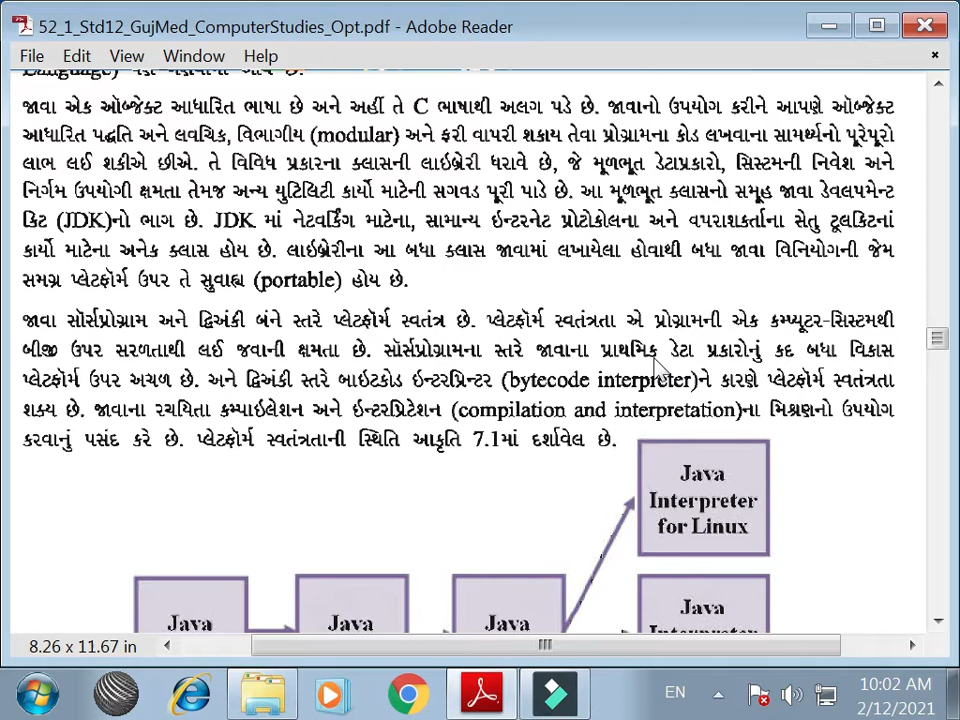 52_1_Std12_GujMed_ComputerStudies_Opt.pdf - Adobe Reader
File Edit View Window Help
જાવા એક ઑબ્જેક્ટ આધારિત ભાષા છે અને અહીં તે C ભાષાથી અલગ પડે છે. જાવાનો ઉપયોગ કરીને આપણે ઑબ્જેક્ટ
આધારિત પદ્ધતિ અને લવચિક, વિભાગીય (modular) અને ફરી વાપરી શકાય તેવા પ્રોગ્રામના કોડ લખવાના સામર્થ્યનો પૂરેપૂરો
લાભ લઈ શકીએ છીએ. તે વિવિધ પ્રકારના ક્લાસની લાઇબ્રેરી ધરાવે છે, જે મૂળભૂત ડેટાપ્રકારો, સિસ્ટમની નિવેશ અને
નિર્ગમ ઉપયોગી ક્ષમતા તેમજ અન્ય યુટિલિટી કાર્યો માટેની સગવડ પૂરી પાડે છે. આ મૂળભૂત ક્લાસનો સમૂહ જાવા ડેવલપમેન્ટ
કિટ (JDK)નો ભાગ છે. JDK માં નેટવર્કિંગ માટેના, સામાન્ય ઇન્ટરનેટ પ્રોટોકોલના અને વપરાશકર્તાના સેતુ ટૂલકિટનાં
કાર્યો માટેના અનેક ક્લાસ હોય છે. લાઇબ્રેરીના આ બધા ક્લાસ જાવામાં લખાયેલા હોવાથી બધા જાવા વિનિયોગની જેમ
સમગ્ર પ્લેટફૉર્મ ઉપર તે સુવાહ્ય (portable) હોય છે.
જાવા સૉર્સપ્રોગ્રામ અને દ્વિઅંકી બંને સ્તરે પ્લેટફૉર્મ સ્વતંત્ર છે. પ્લેટફૉર્મ સ્વતંત્રતા એ પ્રોગ્રામની એક કમ્પ્યૂટર-સિસ્ટમથી
બીજી ઉપર સરળતાથી લઈ જવાની ક્ષમતા છે. સૉર્સપ્રોગ્રામના સ્તરે જાવાના પ્રાથમિક ડેટા પ્રકારોનું કદ બધા વિકાસ
પ્લેટફૉર્મ ઉપર અચળ છે. અને દ્વિઅંકી સ્તરે બાઇટકોડ ઇન્ટરપ્રિન્ટર (bytecode interpreter)ને કારણે પ્લેટફૉર્મ સ્વતંત્રતા
શક્ય છે. જાવાના રચયિતા કમ્પાઇલેશન અને ઇન્ટરપ્રિટેશન (compilation and interpretation)ના મિશ્રણનો ઉપયોગ
કરવાનું પસંદ કરે છે. પ્લેટફૉર્મ સ્વતંત્રતાની સ્થિતિ આકૃતિ 7.1માં દર્શાવેલ છે.
Java
Interpreter
for Linux
Java Java Java Java
8.26 x 11.67 in
EN
10:02 AM
2/12/2021